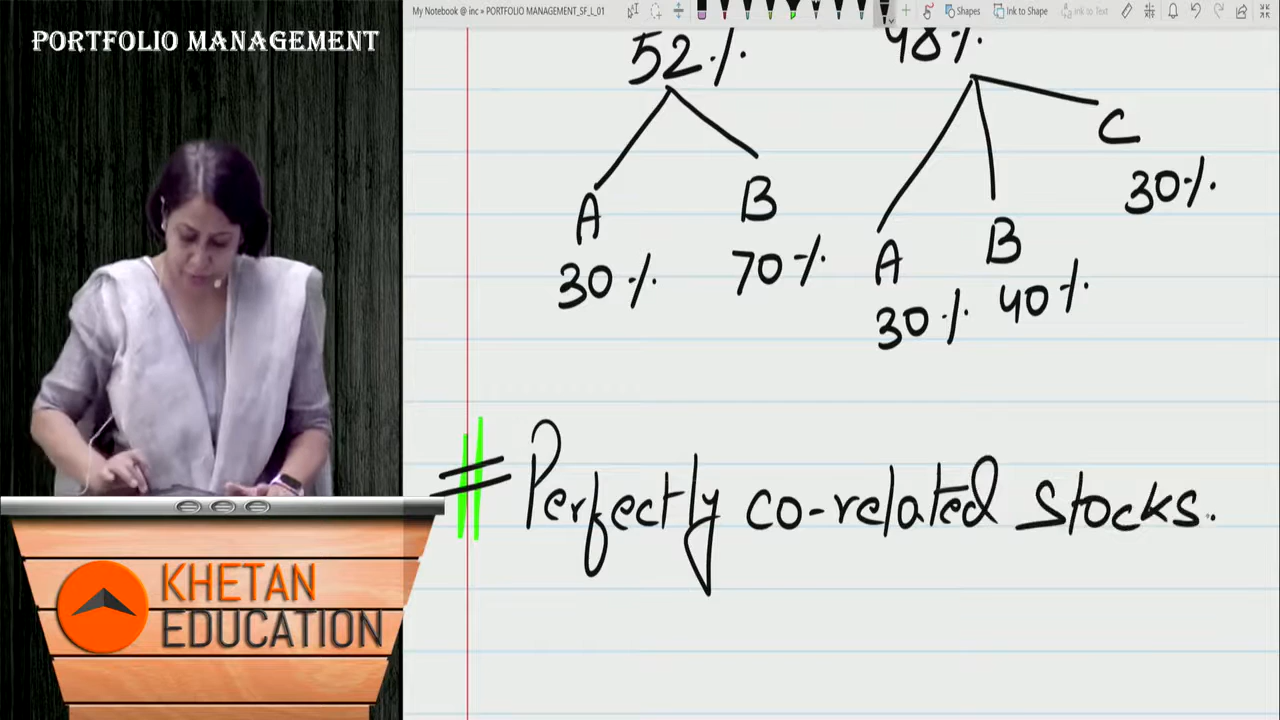 My Notebook @ inc » PORTFOLIO MANAGEMENT_SF_L_01
Shapes
Ink to Shape
Ink to Text
PORTFOLIO MANAGEMENT
52% 48%
A B
30% 70%
A B C
30% 40% 30%
# Perfectly co-related stocks.
KHETAN
EDUCATION